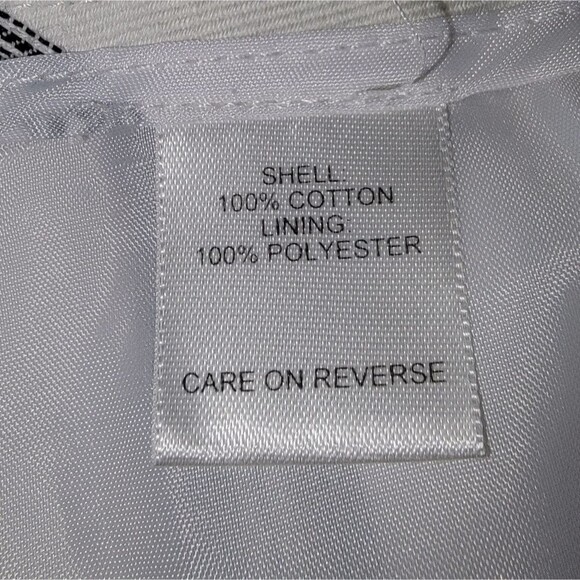 SHELL.
100% COTTON
LINING
100% POLYESTER
CARE ON REVERSE